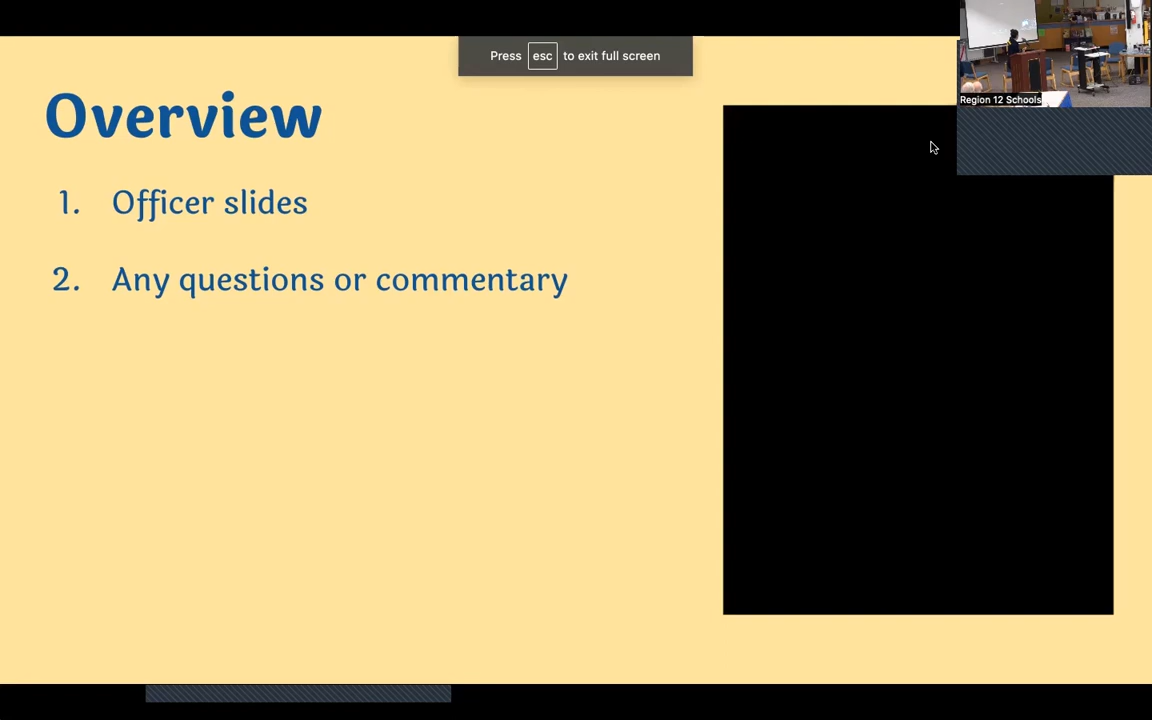 Press esc to exit full screen
Overview
1. Officer slides
2. Any questions or commentary
Region 12 Schools